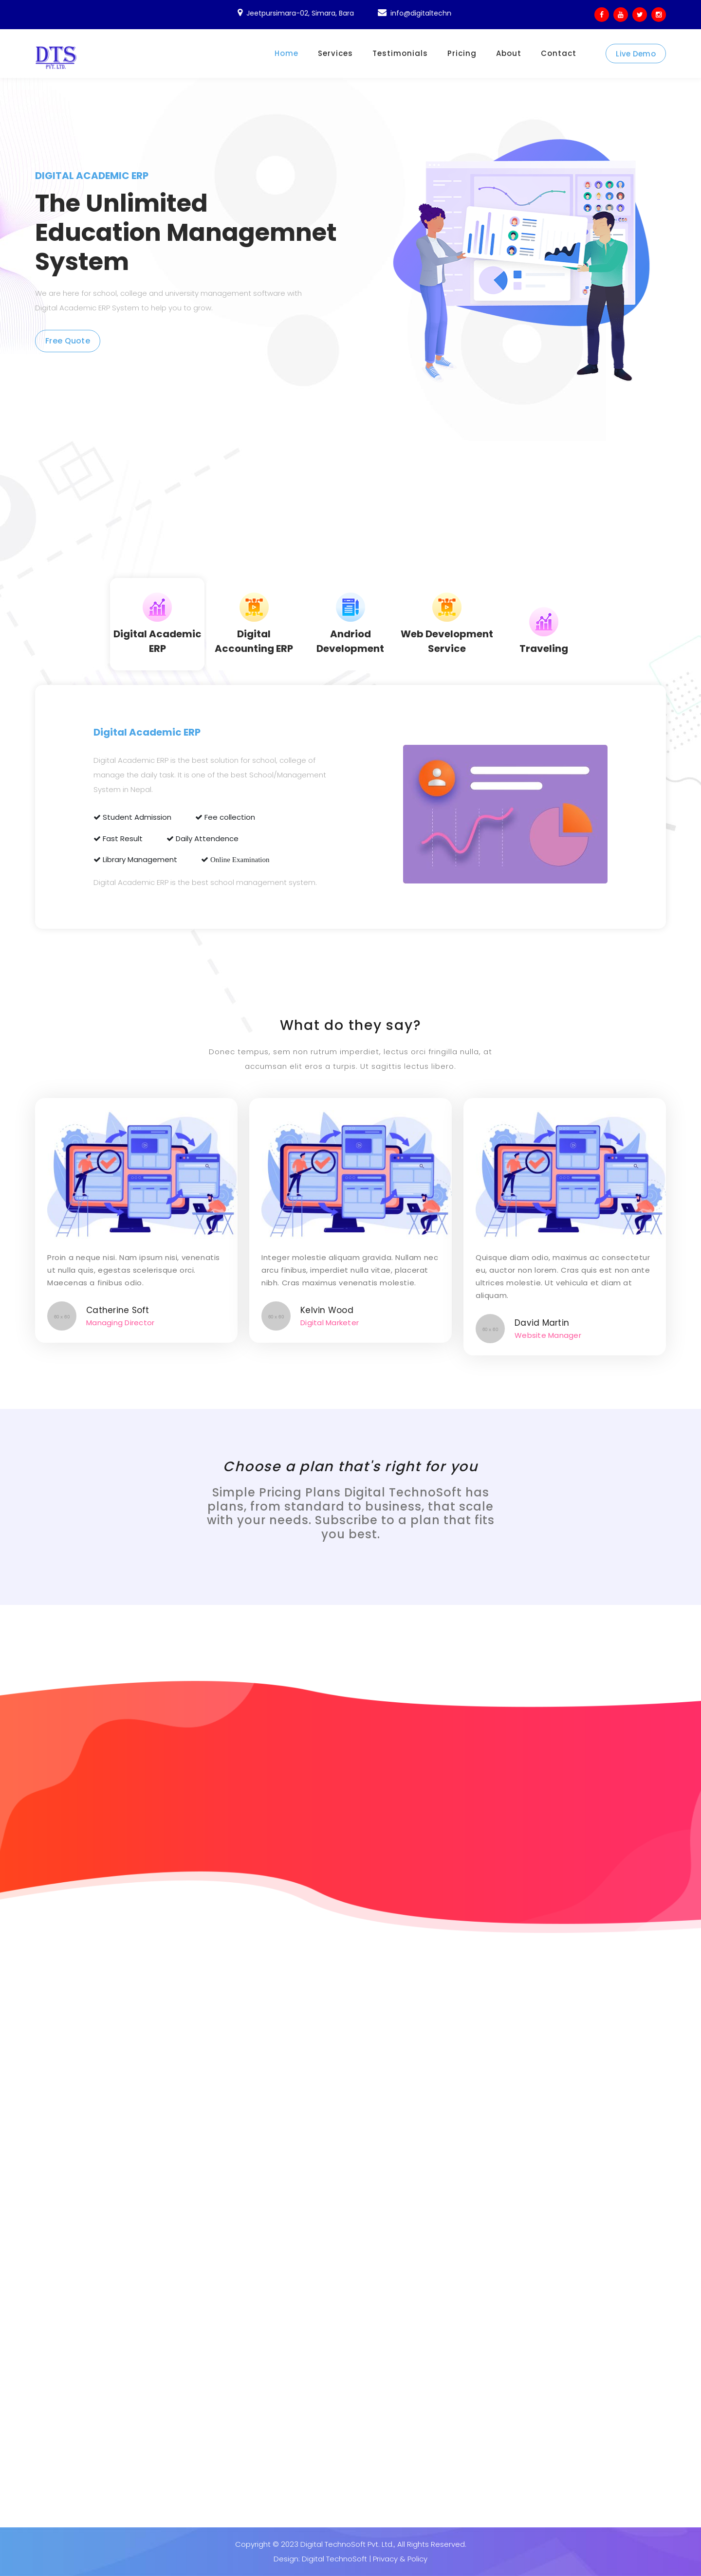 Jeetpursimara-02, Simara, Bara
info@digitaltechn
DTS
PVT. LTD.
Home
Services
Testimonials
Pricing
About
Contact
Live Demo
DIGITAL ACADEMIC ERP
The Unlimited
Education Managemnet
System
We are here for school, college and university management software with
Digital Academic ERP System to help you to grow.
Free Quote
Digital Academic
ERP
Digital
Accounting ERP
Andriod
Development
Web Development
Service
Traveling
Digital Academic ERP
Digital Academic ERP is the best solution for school, college of
manage the daily task. It is one of the best School/Management
System in Nepal.
Student Admission
Fee collection
Fast Result
Daily Attendence
Library Management
Online Examination
Digital Academic ERP is the best school management system.
What do they say?
Donec tempus, sem non rutrum imperdiet, lectus orci fringilla nulla, at
accumsan elit eros a turpis. Ut sagittis lectus libero.
Proin a neque nisi. Nam ipsum nisi, venenatis
ut nulla quis, egestas scelerisque orci.
Maecenas a finibus odio.
Catherine Soft
Managing Director
Integer molestie aliquam gravida. Nullam nec
arcu finibus, imperdiet nulla vitae, placerat
nibh. Cras maximus venenatis molestie.
Kelvin Wood
Digital Marketer
Quisque diam odio, maximus ac consectetur
eu, auctor non lorem. Cras quis est non ante
ultrices molestie. Ut vehicula et diam at
aliquam.
David Martin
Website Manager
Choose a plan that's right for you
Simple Pricing Plans Digital TechnoSoft has
plans, from standard to business, that scale
with your needs. Subscribe to a plan that fits
you best.
Copyright © 2023 Digital TechnoSoft Pvt. Ltd., All Rights Reserved.
Design: Digital TechnoSoft | Privacy & Policy